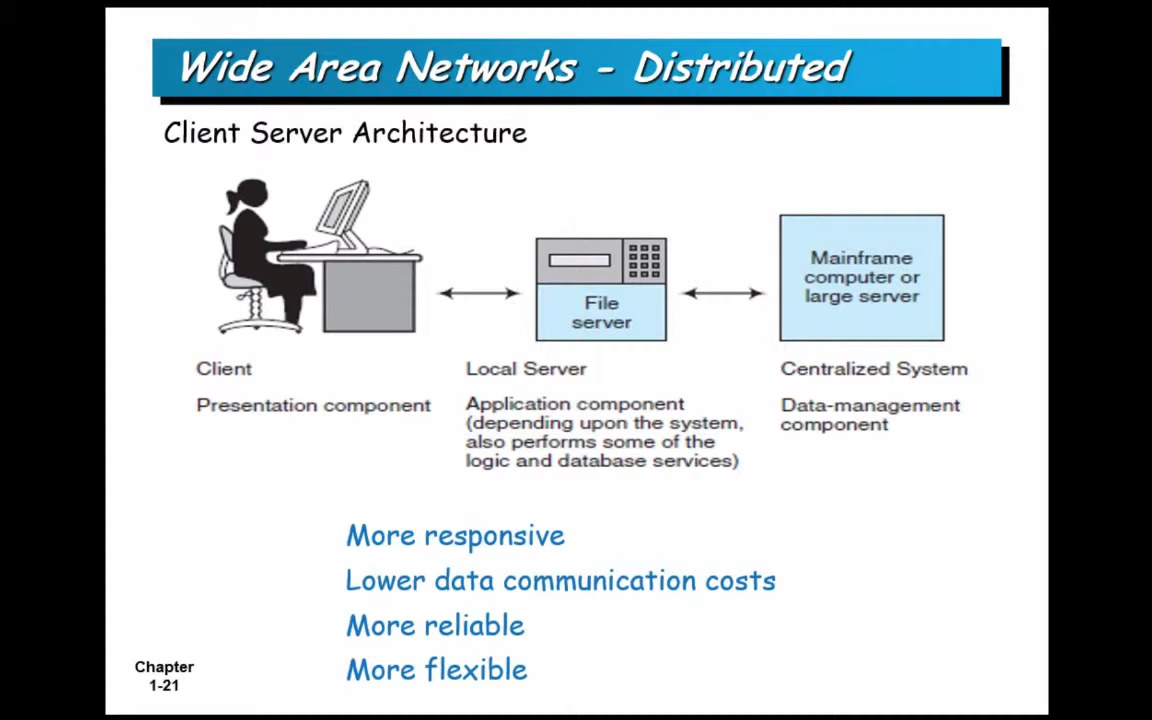 Wide Area Networks - Distributed
Client Server Architecture
File
server
Mainframe
computer or
large server
Client
Presentation component
Local Server
Application component
(depending upon the system,
also performs some of the
logic and database services)
Centralized System
Data-management
component
More responsive
Lower data communication costs
More reliable
More flexible
Chapter
1-21